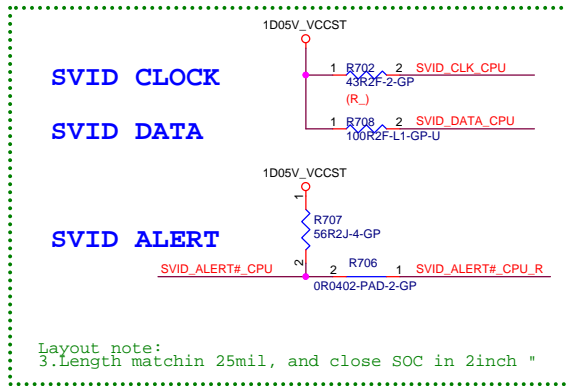 1D05V_VCCST
SVID CLOCK
1 R702 2 SVID_CLK_CPU
43R2F-2-GP
(R_)
SVID DATA
1 R708 2 SVID_DATA_CPU
100R2F-L1-GP-U
1D05V_VCCST
1
R707
56R2J-4-GP
SVID ALERT
2
SVID_ALERT#_CPU 2 R706 1 SVID_ALERT#_CPU_R
0R0402-PAD-2-GP
Layout note:
3.Length matchin 25mil, and close SOC in 2inch "